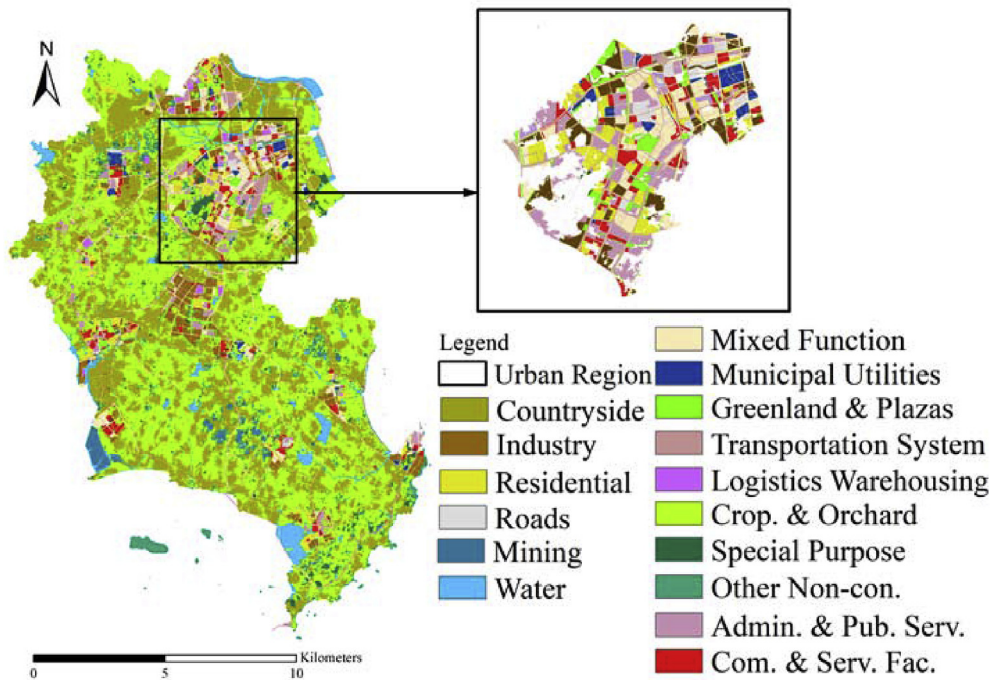 N
Legend
Urban Region
Countryside
Industry
Residential
Roads
Mining
Water
Mixed Function
Municipal Utilities
Greenland & Plazas
Transportation System
Logistics Warehousing
Crop. & Orchard
Special Purpose
Other Non-con.
Admin. & Pub. Serv.
Com. & Serv. Fac.
Kilometers
0 5 10